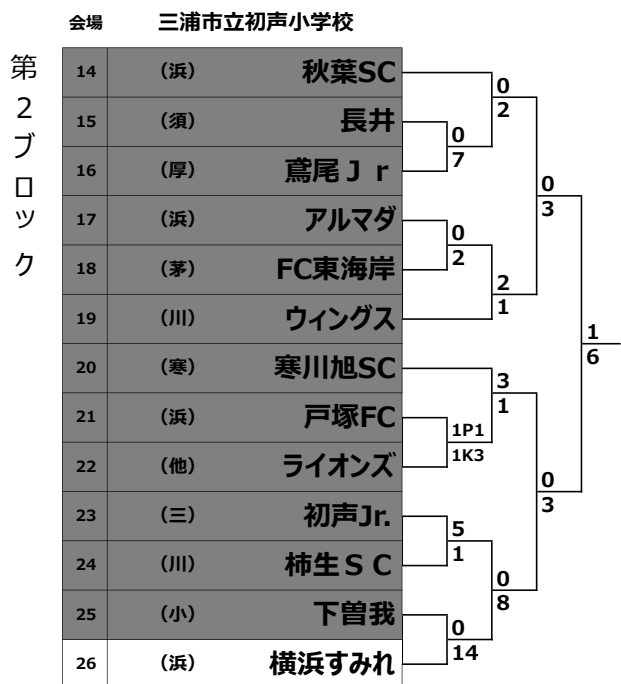 会場 三浦市立初声小学校
第2ブロック
14 （浜） 秋葉SC
15 （須） 長井
16 （厚） 鳶尾Ｊｒ
17 （浜） アルマダ
18 （茅） FC東海岸
19 （川） ウィングス
20 （寒） 寒川旭SC
21 （浜） 戸塚FC
22 （他） ライオンズ
23 （三） 初声Jr.
24 （川） 柿生ＳＣ
25 （小） 下曽我
26 （浜） 横浜すみれ
0
2
0
7
0
3
0
2
2
1
1
6
3
1
1P1
1K3
0
3
5
1
0
8
0
14